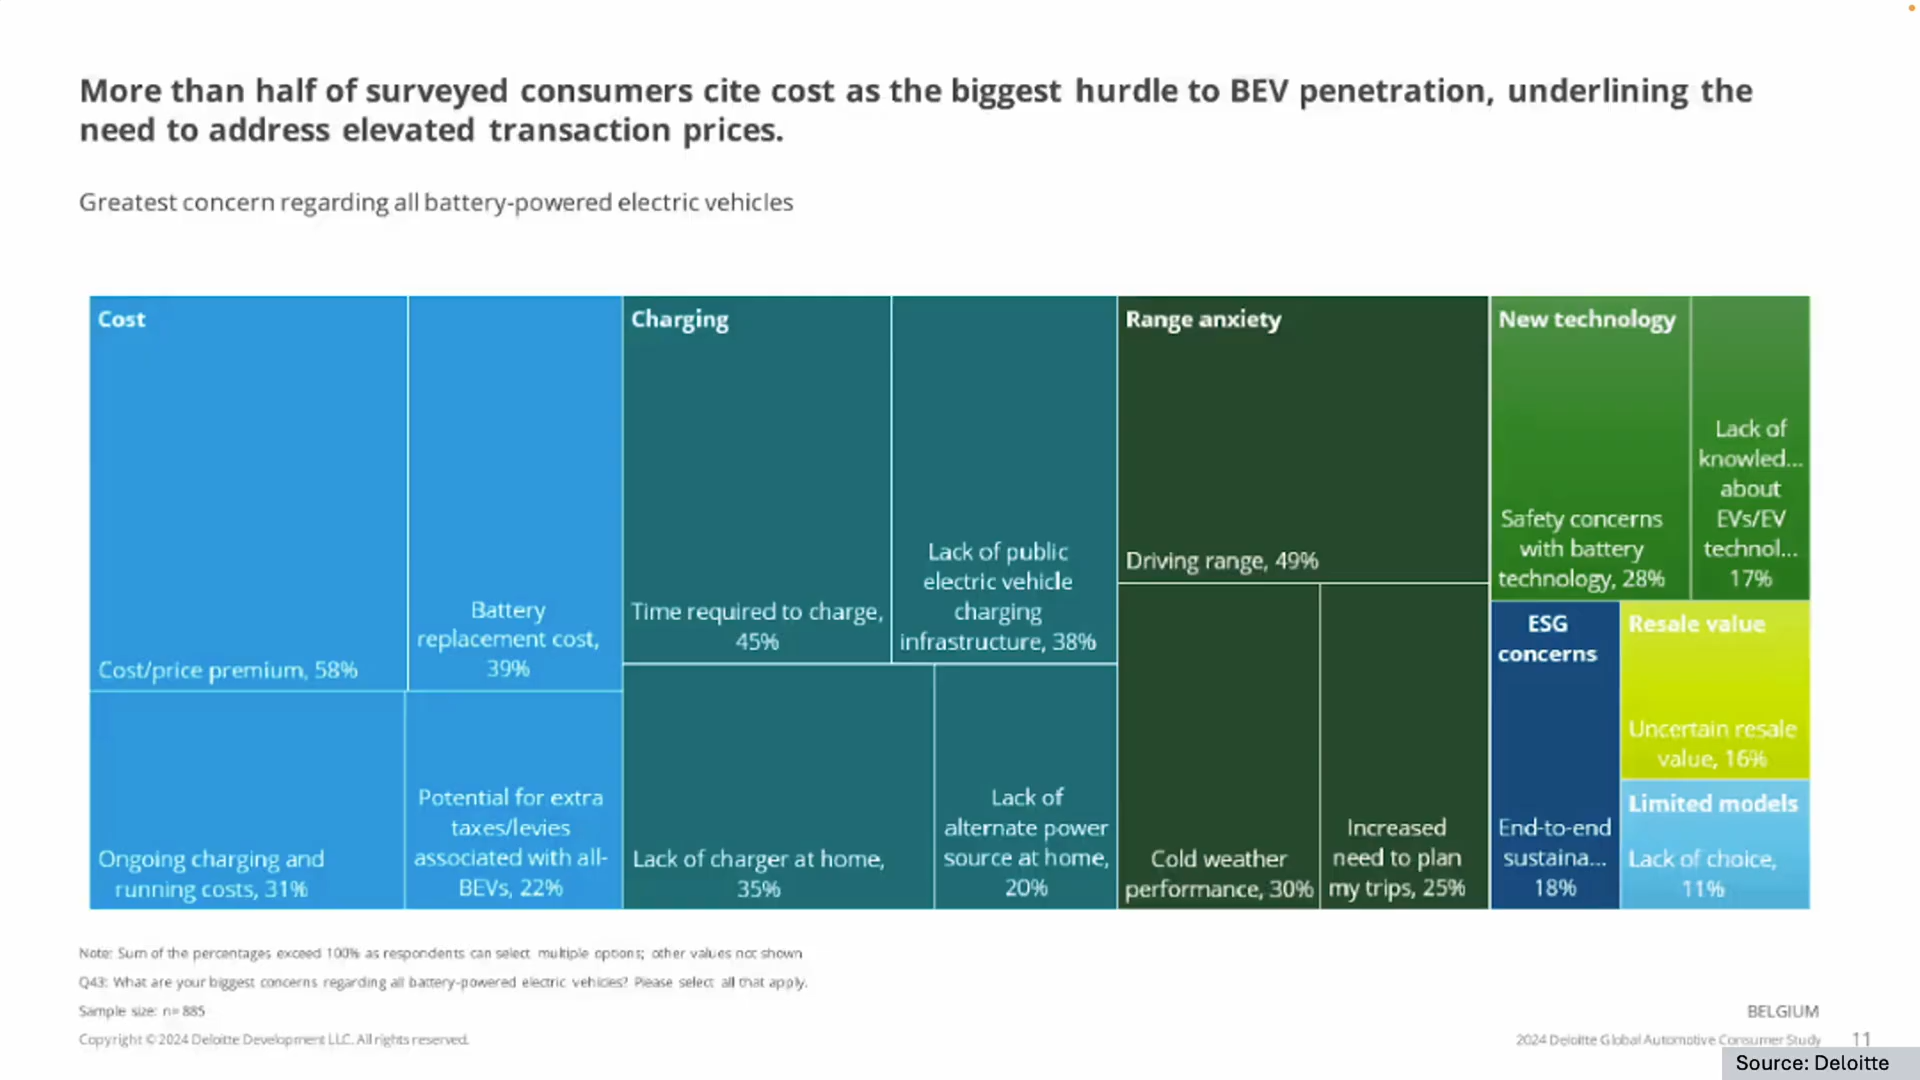 More than half of surveyed consumers cite cost as the biggest hurdle to BEV penetration, underlining the
need to address elevated transaction prices.
Greatest concern regarding all battery-powered electric vehicles
Cost
Cost/price premium, 58%
Battery
replacement cost,
39%
Ongoing charging and
running costs, 31%
Potential for extra
taxes/levies
associated with all-
BEVs, 22%
Charging
Time required to charge,
45%
Lack of public
electric vehicle
charging
infrastructure, 38%
Lack of charger at home,
35%
Lack of
alternate power
source at home,
20%
Range anxiety
Driving range, 49%
Cold weather
performance, 30%
Increased
need to plan
my trips, 25%
New technology
Safety concerns
with battery
technology, 28%
Lack of
knowled...
about
EVs/EV
technol...
17%
ESG
concerns
End-to-end
sustaina...
18%
Resale value
Uncertain resale
value, 16%
Limited models
Lack of choice,
11%
Note: Sum of the percentages exceed 100% as respondents can select multiple options; other values not shown
Q43: What are your biggest concerns regarding all battery-powered electric vehicles? Please select all that apply.
Sample size: n= 885
Copyright © 2024 Deloitte Development LLC. All rights reserved.
BELGIUM
2024 Deloitte Global Automotive Consumer Study 11
Source: Deloitte